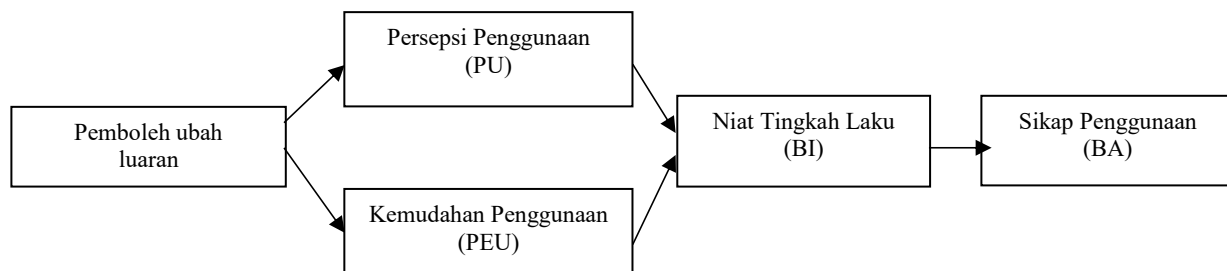 Persepsi Penggunaan
(PU)
Pemboleh ubah
luaran
Kemudahan Penggunaan
(PEU)
Niat Tingkah Laku
(BI)
Sikap Penggunaan
(BA)